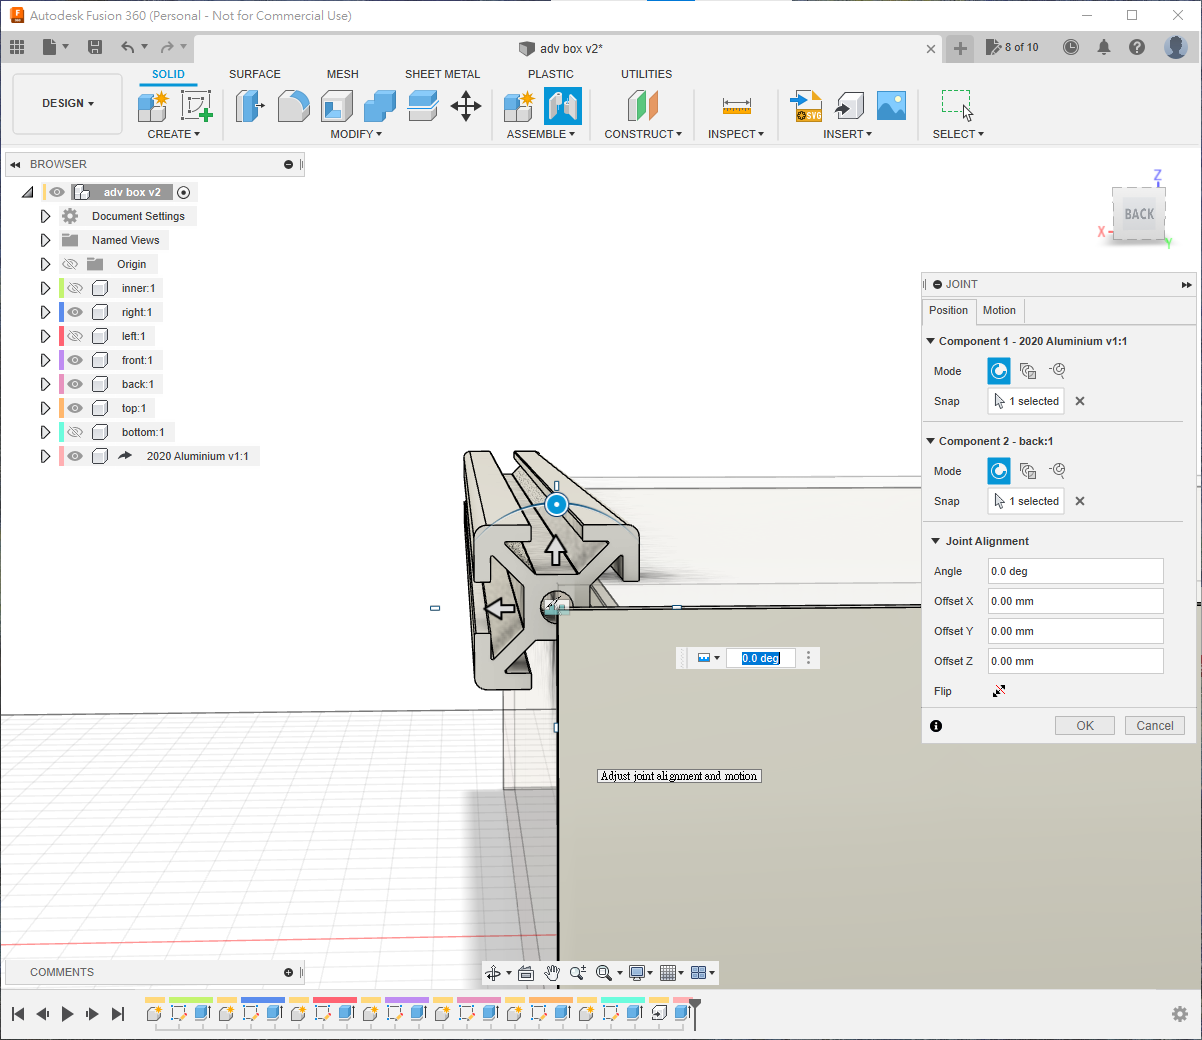 Autodesk Fusion 360 (Personal - Not for Commercial Use)
adv box v2*
8 of 10
DESIGN
SOLID
SURFACE
MESH
SHEET METAL
PLASTIC
UTILITIES
CREATE
MODIFY
ASSEMBLE
CONSTRUCT
INSPECT
SVG
INSERT
SELECT
BROWSER
adv box v2
Document Settings
Named Views
Origin
inner:1
right:1
left:1
front:1
back:1
top:1
bottom:1
2020 Aluminium v1:1
Z
BACK
X
Y
JOINT
Position
Motion
Component 1 - 2020 Aluminium v1:1
Mode
Snap
1 selected
Component 2 - back:1
Mode
Snap
1 selected
Joint Alignment
Angle
0.0 deg
Offset X
0.00 mm
Offset Y
0.00 mm
Offset Z
0.00 mm
Flip
OK
Cancel
0.0 deg
Adjust joint alignment and motion
COMMENTS